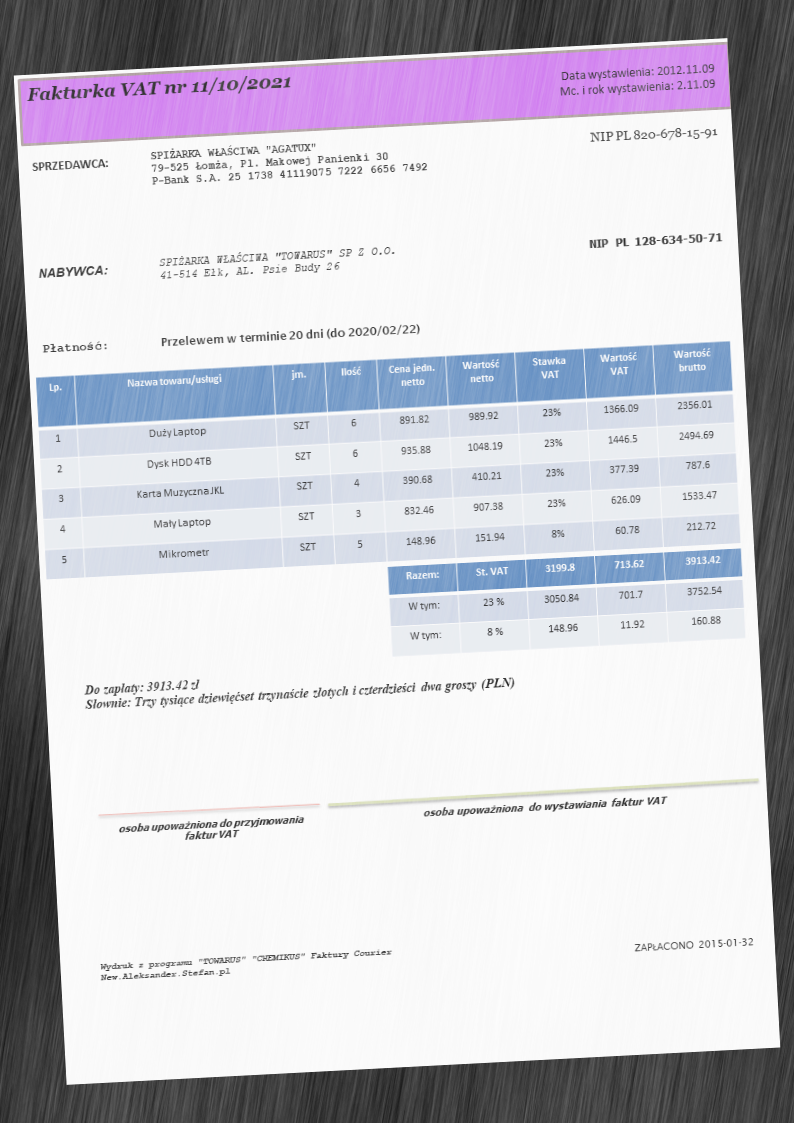 Fakturka VAT nr 11/10/2021
Data wystawienia: 2012.11.09
Mc. i rok wystawienia: 2.11.09
SPRZEDAWCA:
SPIŻARKA WŁAŚCIWA "AGATUX"
79-525 Łomża, Pl. Makowej Panienki 30
P-Bank S.A. 25 1738 41119075 7222 6656 7492
NIP PL 820-678-15-91
NABYWCA:
SPIŻARKA WŁAŚCIWA "TOWARUS" SP Z O.O.
41-514 Ełk, AL. Psie Budy 26
NIP PL 128-634-50-71
Płatność: Przelewem w terminie 20 dni (do 2020/02/22)
Lp. Nazwa towaru/usługi jm. Ilość Cena jedn. netto Wartość netto Stawka VAT Wartość VAT Wartość brutto
1 Duży Laptop SZT 6 891.82 989.92 23% 1366.09 2356.01
2 Dysk HDD 4TB SZT 6 935.88 1048.19 23% 1446.5 2494.69
3 Karta Muzyczna JKL SZT 4 390.68 410.21 23% 377.39 787.6
4 Mały Laptop SZT 3 832.46 907.38 23% 626.09 1533.47
5 Mikrometr SZT 5 148.96 151.94 8% 60.78 212.72
Razem: St. VAT 3199.8 713.62 3913.42
W tym: 23 % 3050.84 701.7 3752.54
W tym: 8 % 148.96 11.92 160.88
Do zapłaty: 3913.42 zł
Słownie: Trzy tysiące dziewięćset trzynaście złotych i czterdzieści dwa groszy (PLN)
osoba upoważniona do przyjmowania
faktur VAT
osoba upoważniona do wystawiania faktur VAT
Wydruk z programu "TOWARUS" "CHEMIKUS" Faktury Courier
New.Aleksander.Stefan.pl
ZAPŁACONO 2015-01-32